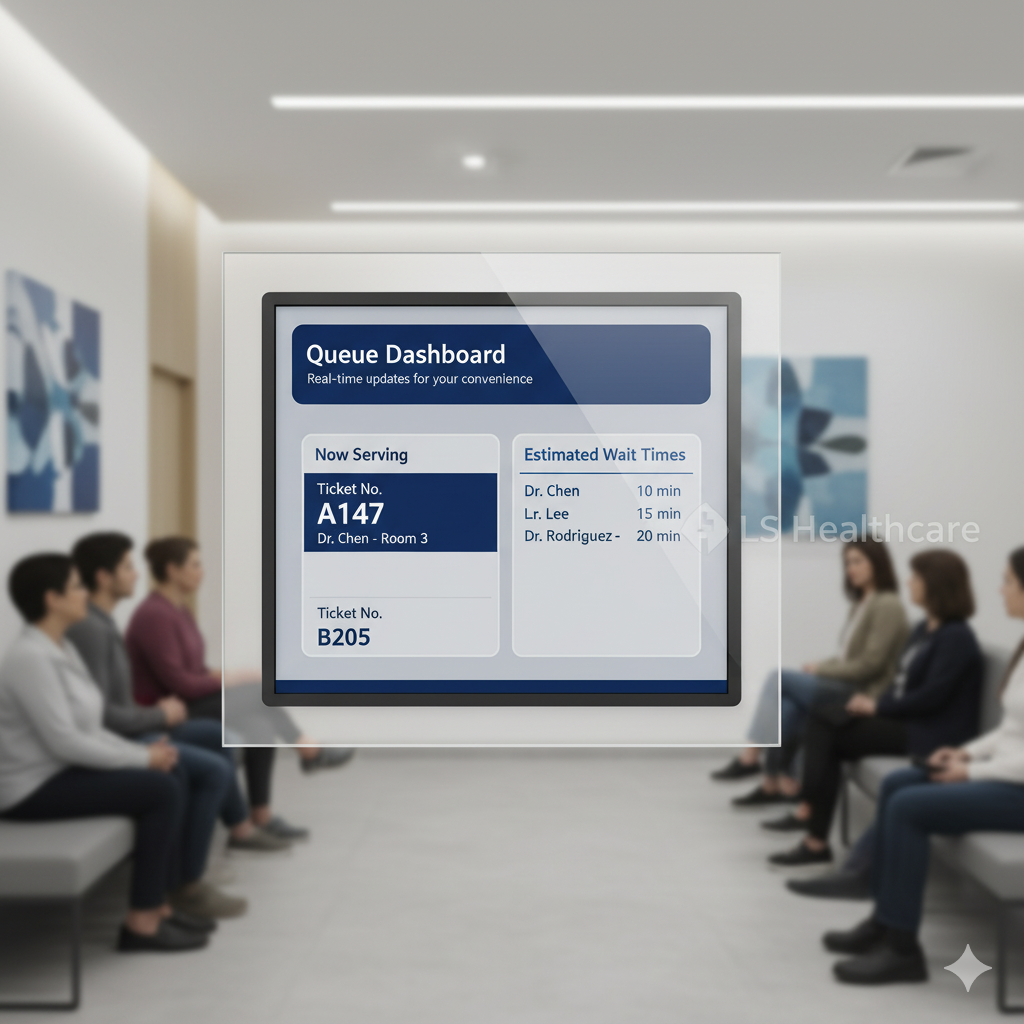 Queue Dashboard
Real-time updates for your convenience
Now Serving
Ticket No.
A147
Dr. Chen - Room 3
Ticket No.
B205
Estimated Wait Times
Dr. Chen 10 min
Lr. Lee 15 min
Dr. Rodriguez - 20 min
LS Healthcare